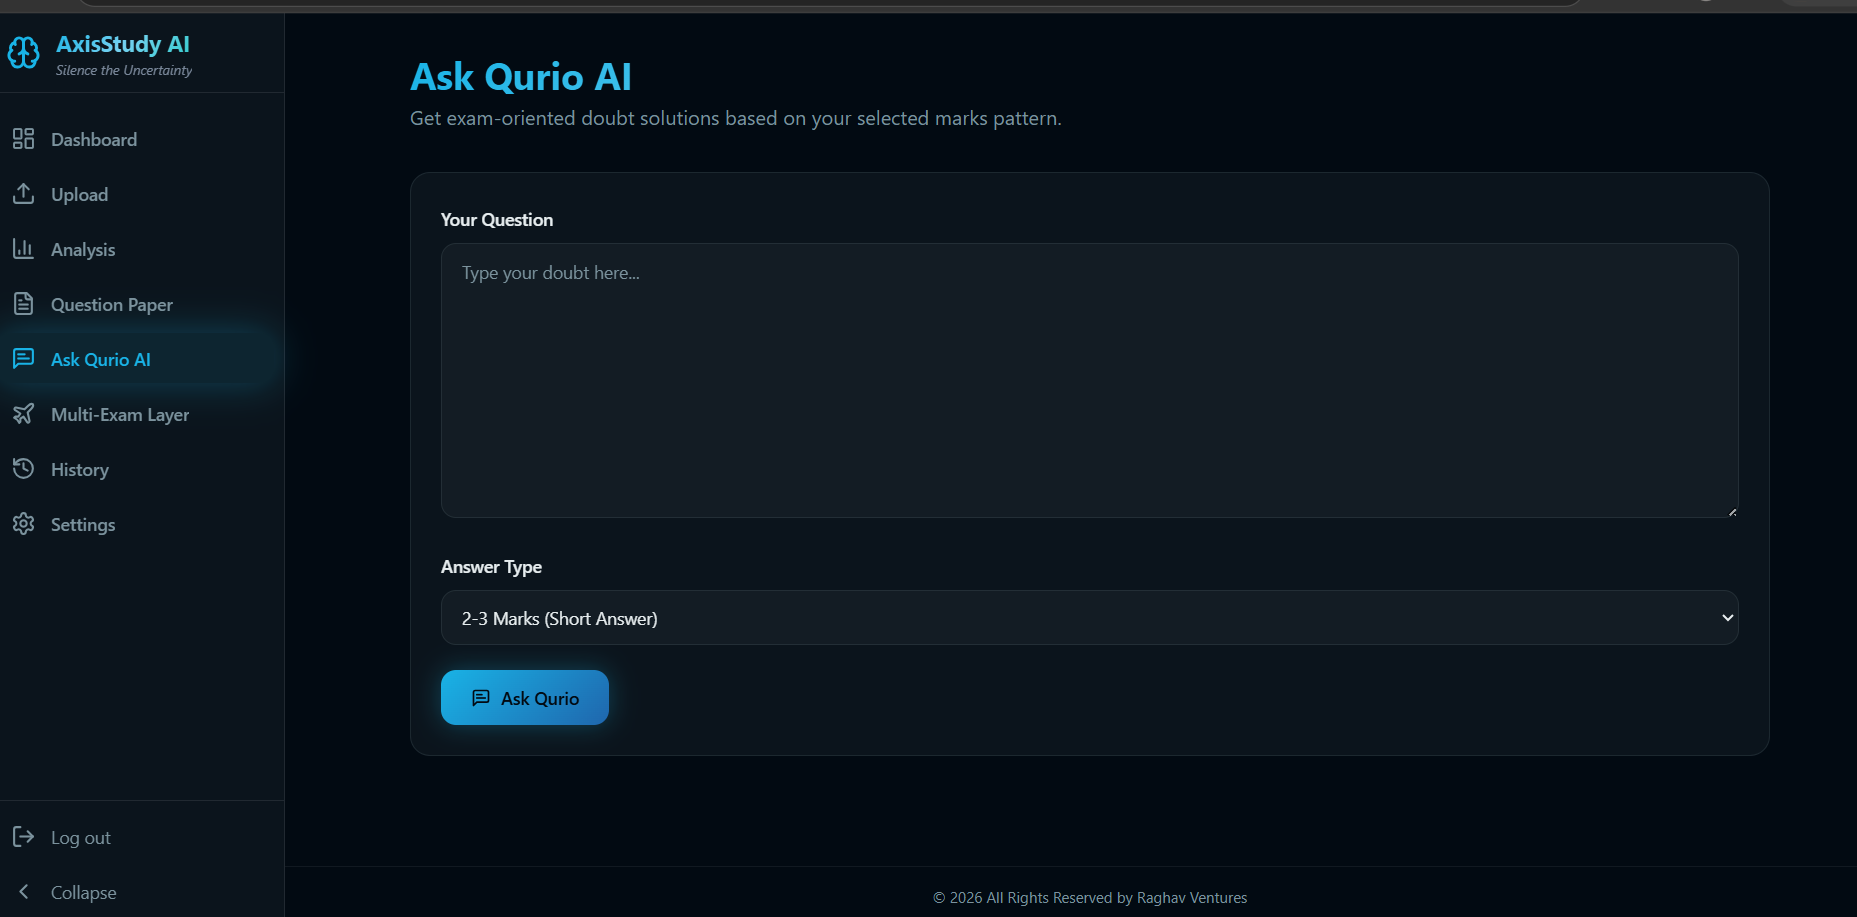 AxisStudy AI
Silence the Uncertainty
Dashboard
Upload
Analysis
Question Paper
Ask Qurio AI
Multi-Exam Layer
History
Settings
Log out
Collapse
Ask Qurio AI
Get exam-oriented doubt solutions based on your selected marks pattern.
Your Question
Type your doubt here...
Answer Type
2-3 Marks (Short Answer)
Ask Qurio
© 2026 All Rights Reserved by Raghav Ventures